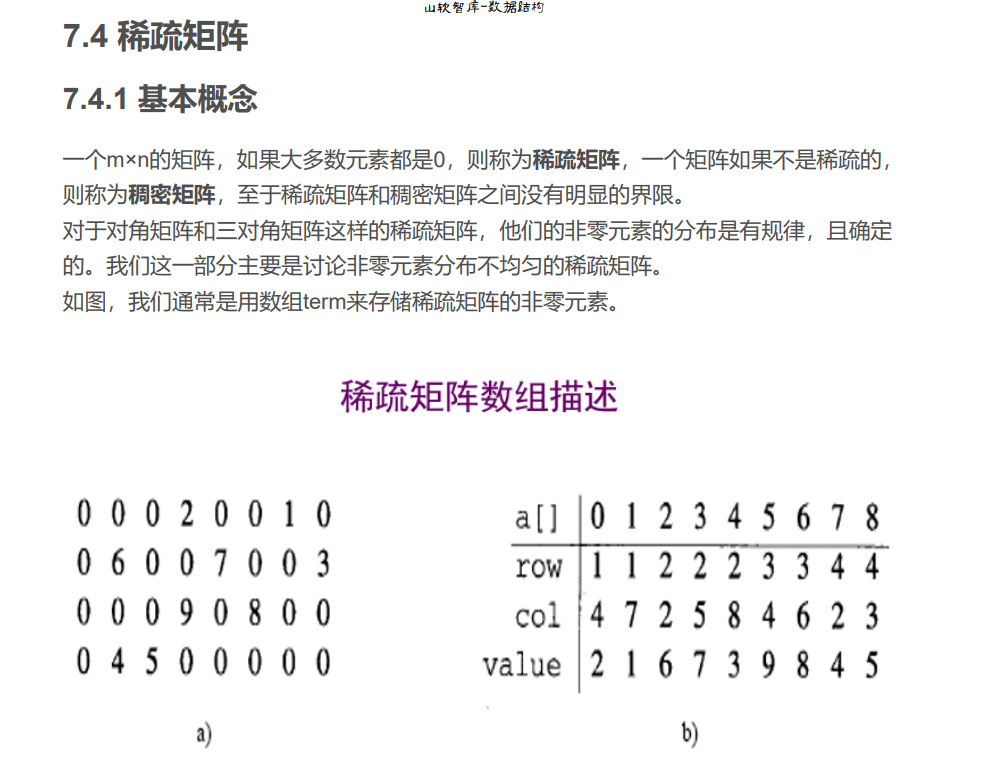 山软智库-数据结构
7.4 稀疏矩阵
7.4.1 基本概念
一个m×n的矩阵，如果大多数元素都是0，则称为稀疏矩阵，一个矩阵如果不是稀疏的，
则称为稠密矩阵，至于稀疏矩阵和稠密矩阵之间没有明显的界限。
对于对角矩阵和三对角矩阵这样的稀疏矩阵，他们的非零元素的分布是有规律，且确定
的。我们这一部分主要是讨论非零元素分布不均匀的稀疏矩阵。
如图，我们通常是用数组term来存储稀疏矩阵的非零元素。
稀疏矩阵数组描述
0 0 0 2 0 0 1 0
0 6 0 0 7 0 0 3
0 0 0 9 0 8 0 0
0 4 5 0 0 0 0 0
a)
a[] 0 1 2 3 4 5 6 7 8
row 1 1 2 2 2 3 3 4 4
col 4 7 2 5 8 4 6 2 3
value 2 1 6 7 3 9 8 4 5
b)